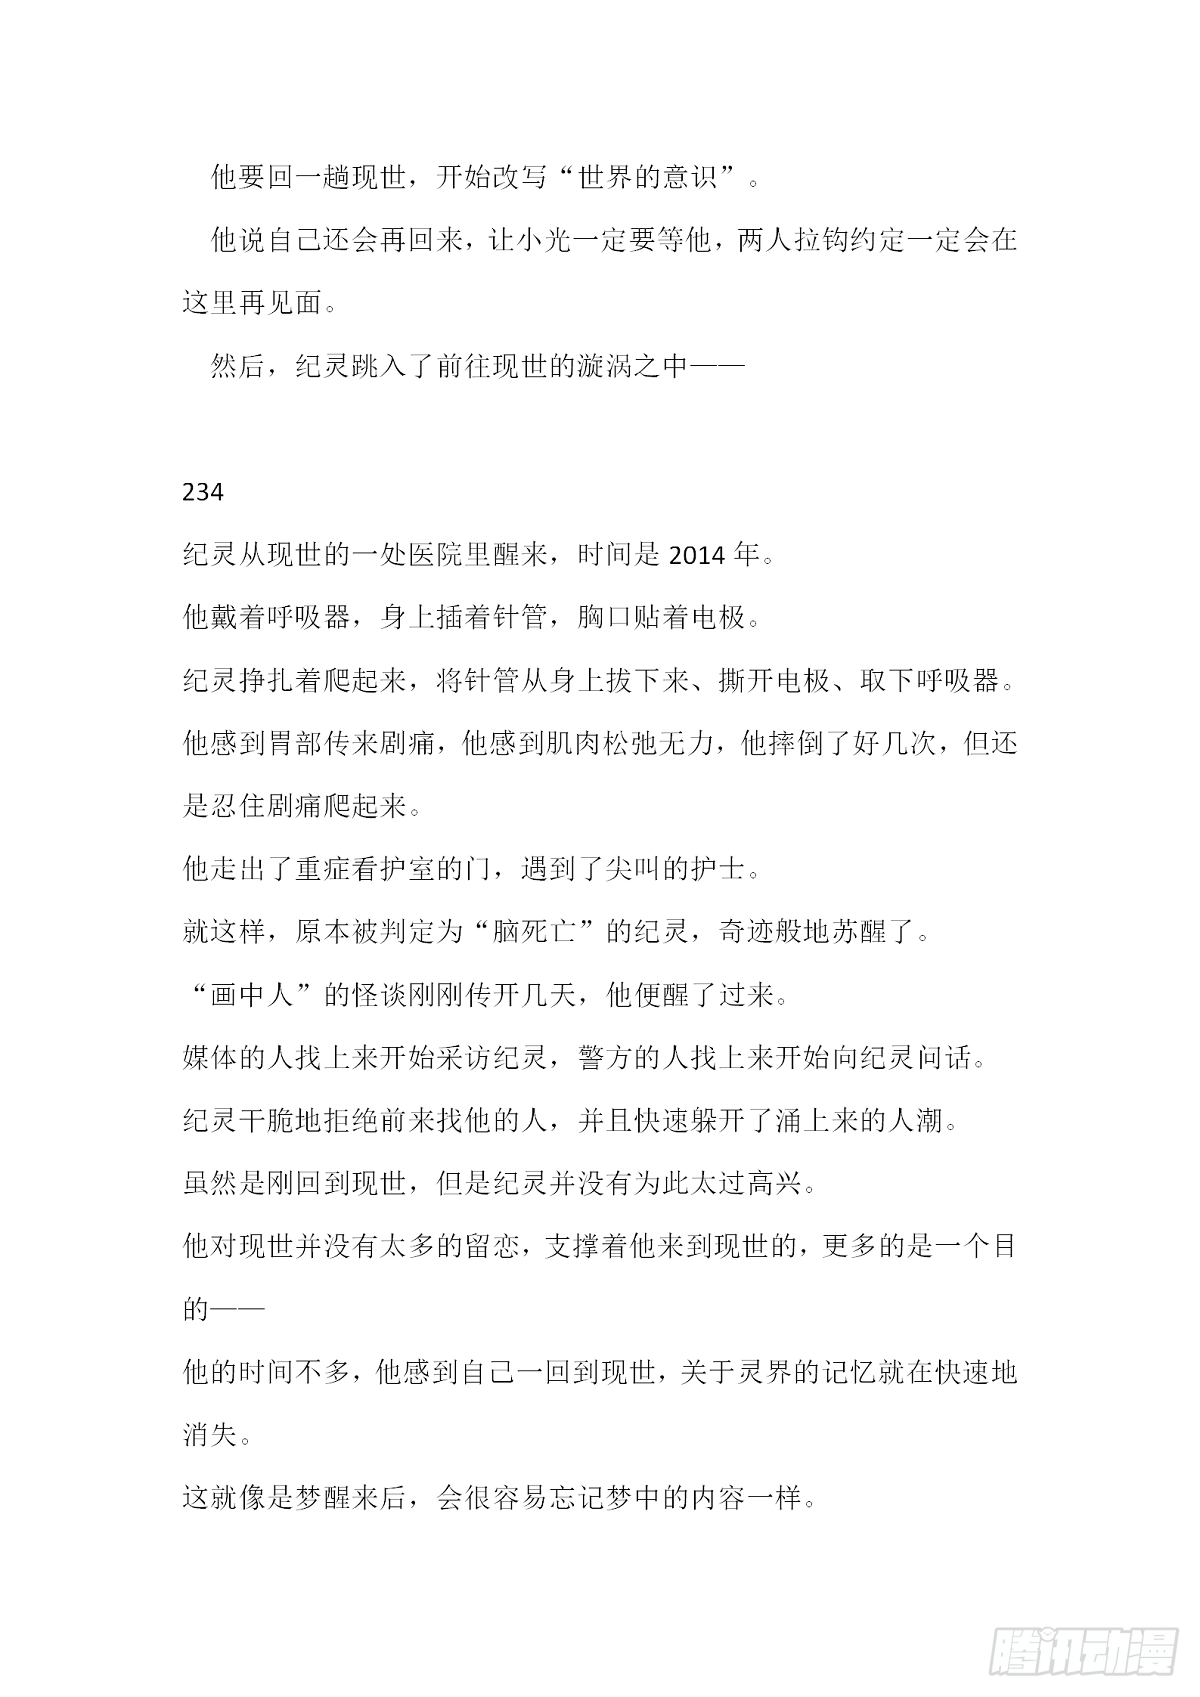 他要回一趟现世，开始改写“世界的意识”。
他说自己还会再回来，让小光一定要等他，两人拉钩约定一定会在
这里再见面。
然后，纪灵跳入了前往现世的漩涡之中——
234
纪灵从现世的一处医院里醒来，时间是 2014 年。
他戴着呼吸器，身上插着针管，胸口贴着电极。
纪灵挣扎着爬起来，将针管从身上拔下来、撕开电极、取下呼吸器。
他感到胃部传来剧痛，他感到肌肉松弛无力，他摔倒了好几次，但还
是忍住剧痛爬起来。
他走出了重症看护室的门，遇到了尖叫的护士。
就这样，原本被判定为“脑死亡”的纪灵，奇迹般地苏醒了。
“画中人”的怪谈刚刚传开几天，他便醒了过来。
媒体的人找上来开始采访纪灵，警方的人找上来开始向纪灵问话。
纪灵干脆地拒绝前来找他的人，并且快速躲开了涌上来的人潮。
虽然是刚回到现世，但是纪灵并没有为此太过高兴。
他对现世并没有太多的留恋，支撑着他来到现世的，更多的是一个目
的——
他的时间不多，他感到自己一回到现世，关于灵界的记忆就在快速地
消失。
这就像是梦醒来后，会很容易忘记梦中的内容一样。
腾讯动漫